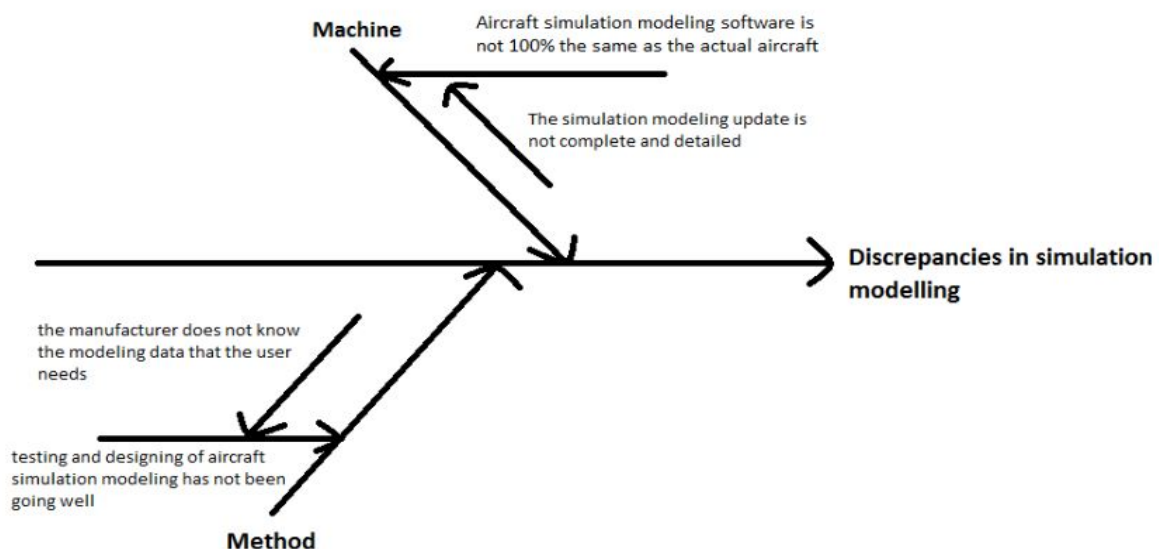 Machine
Aircraft simulation modeling software is
not 100% the same as the actual aircraft
The simulation modeling update is
not complete and detailed
Discrepancies in simulation
modelling
the manufacturer does not know
the modeling data that the user
needs
testing and designing of aircraft
simulation modeling has not been
going well
Method